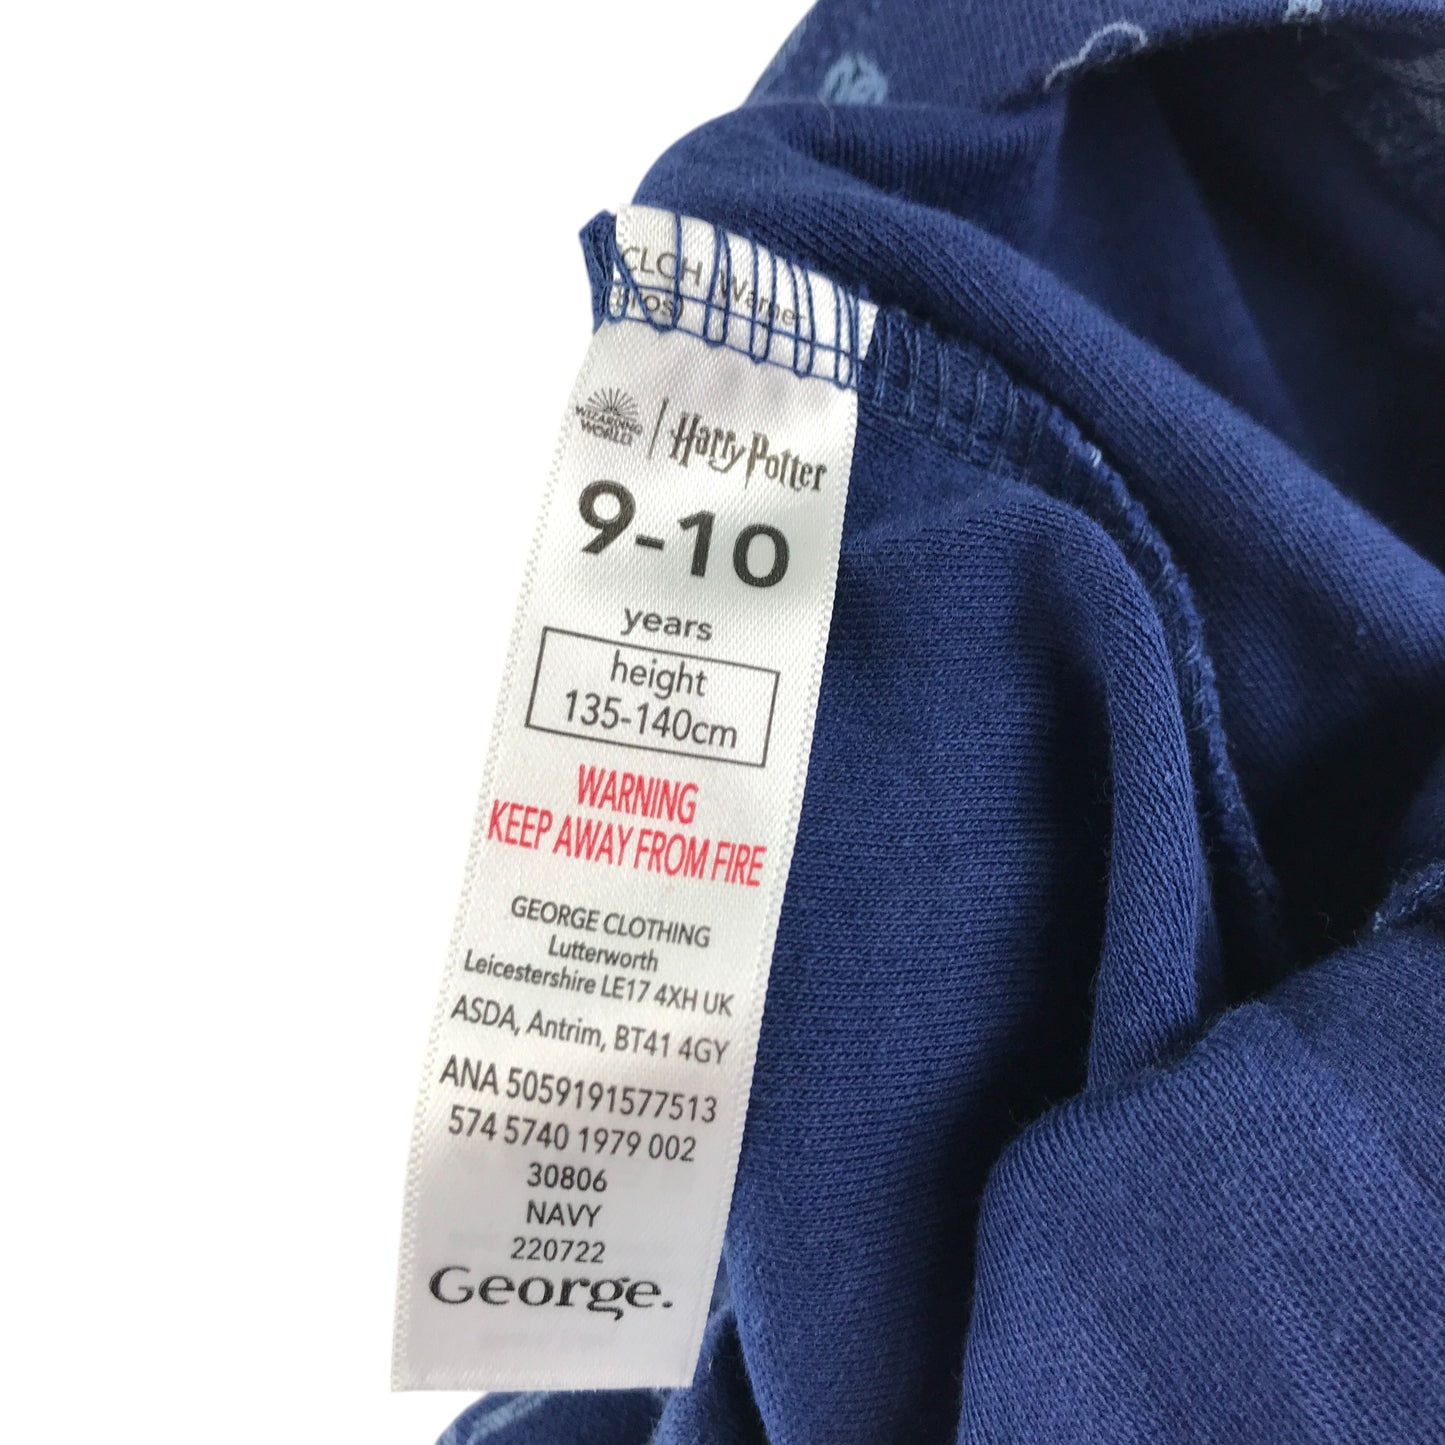 CLCH Warner
Bros)
WIZARDING
WORLD
Harry Potter
9-10
years
height
135-140cm
WARNING
KEEP AWAY FROM FIRE
GEORGE CLOTHING
Lutterworth
Leicestershire LE17 4XH UK
ASDA, Antrim, BT41 4GY
ANA 5059191577513
574 5740 1979 002
30806
NAVY
220722
George.